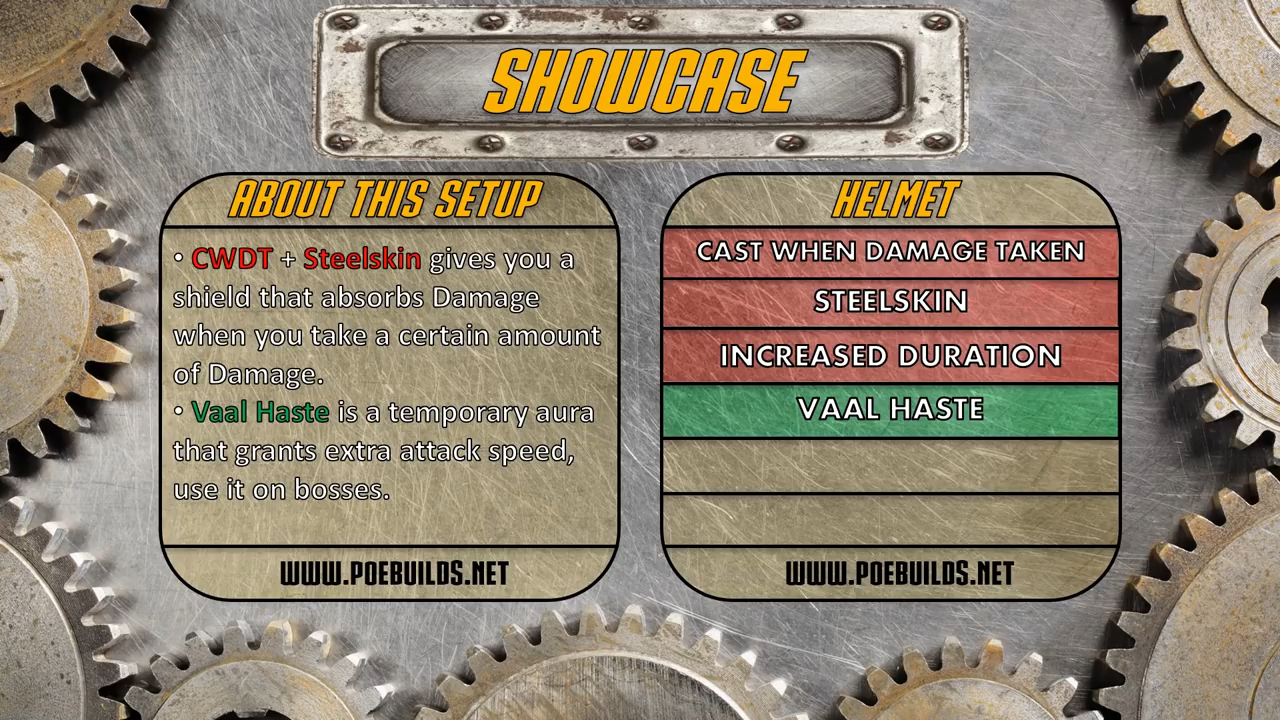 SHOWCASE
ABOUT THIS SETUP
• CWDT + Steelskin gives you a
shield that absorbs Damage
when you take a certain amount
of Damage.
• Vaal Haste is a temporary aura
that grants extra attack speed,
use it on bosses.
WWW.POEBUILDS.NET
HELMET
CAST WHEN DAMAGE TAKEN
STEELSKIN
INCREASED DURATION
VAAL HASTE
WWW.POEBUILDS.NET